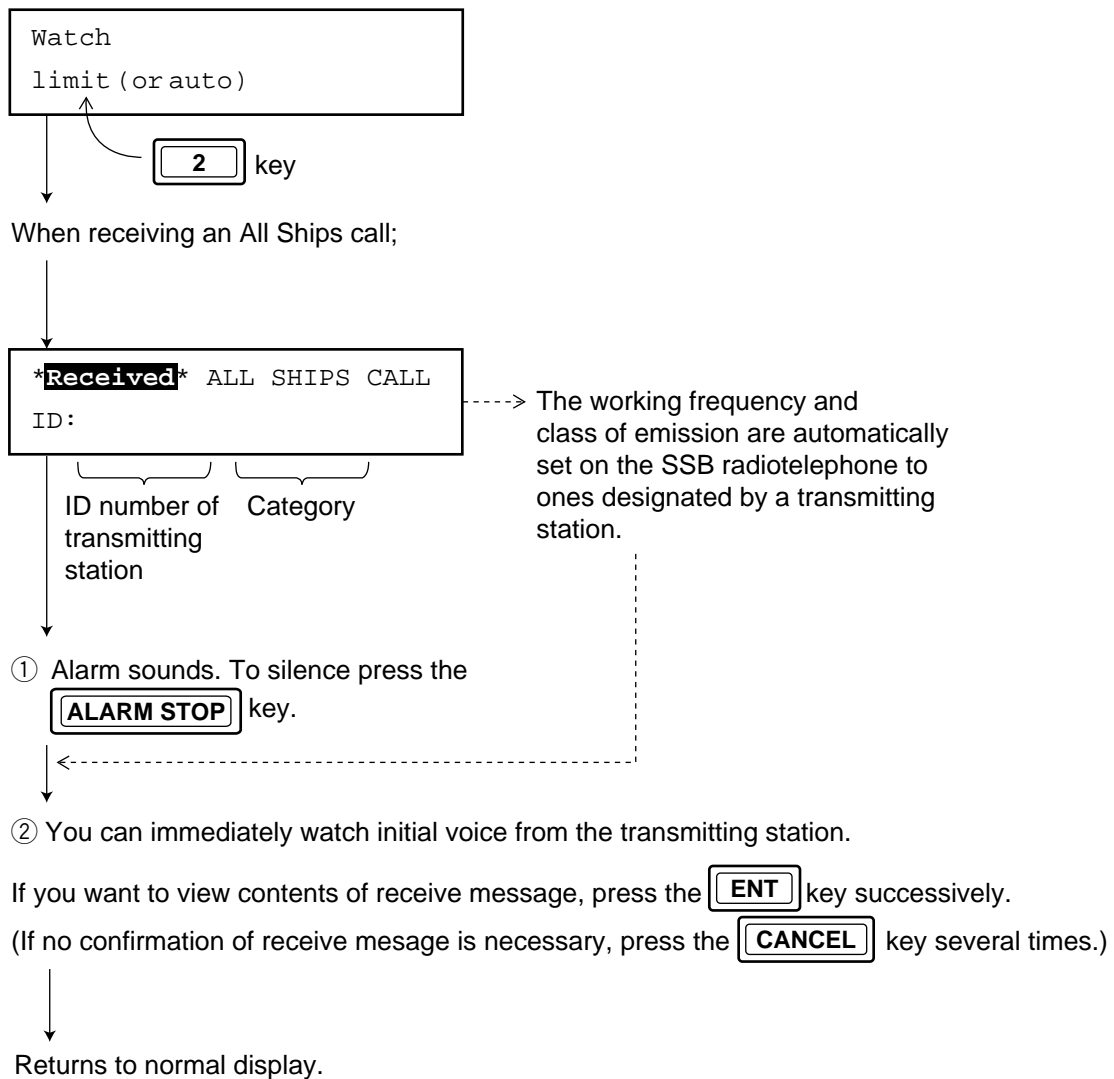 Watch
limit (or auto)
2 key
When receiving an All Ships call;
*Received* ALL SHIPS CALL
ID:
The working frequency and
class of emission are automatically
set on the SSB radiotelephone to
ones designated by a transmitting
station.
ID number of
transmitting
station
Category
① Alarm sounds. To silence press the
ALARM STOP key.
② You can immediately watch initial voice from the transmitting station.
If you want to view contents of receive message, press the ENT key successively.
(If no confirmation of receive mesage is necessary, press the CANCEL key several times.)
Returns to normal display.